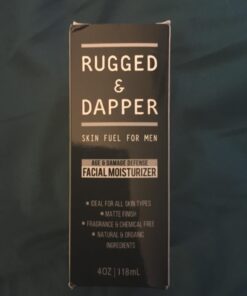 RUGGED
&
DAPPER
SKIN FUEL FOR MEN
AGE & DAMAGE DEFENSE
FACIAL MOISTURIZER
• IDEAL FOR ALL SKIN TYPES
• MATTE FINISH
• FRAGRANCE & CHEMICAL FREE
• NATURAL & ORGANIC
INGREDIENTS
4OZ | 118mL